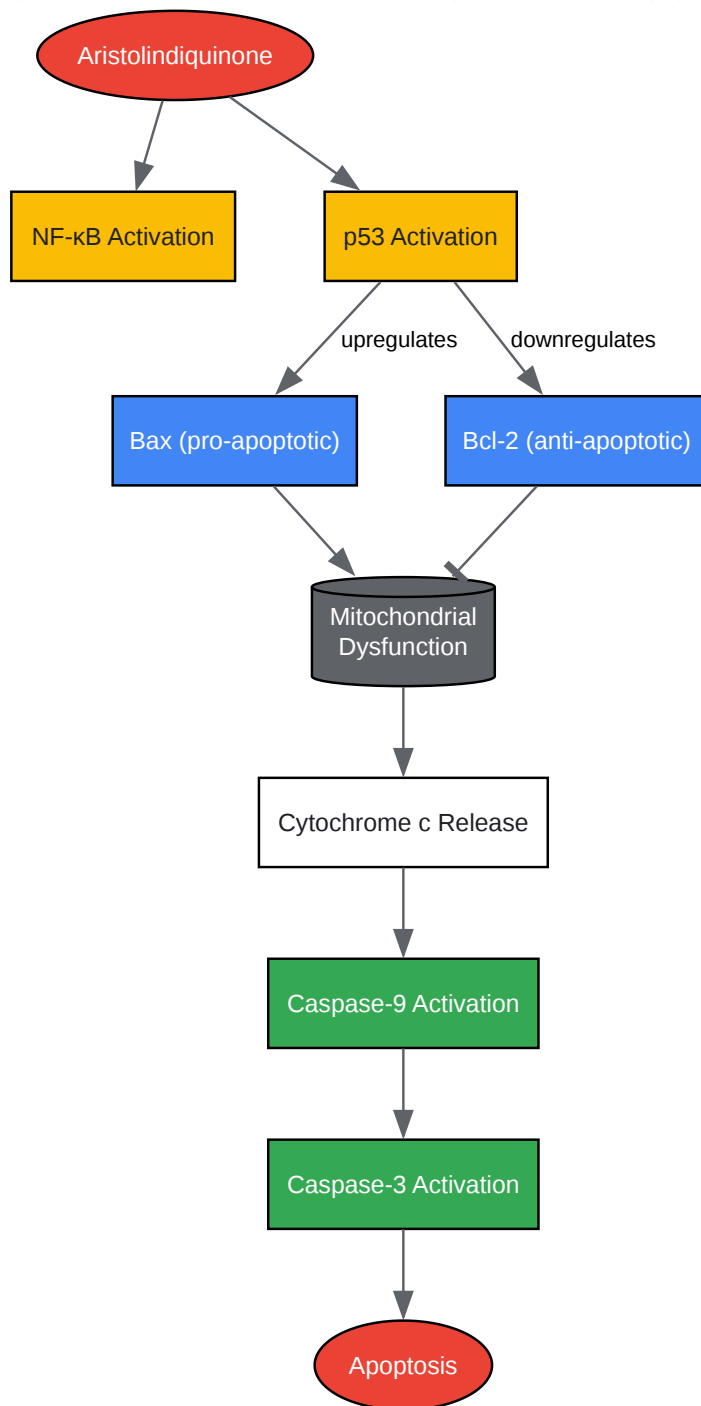 Aristolindiquinone
NF-κB Activation
p53 Activation
upregulates
downregulates
Bax (pro-apoptotic)
Bcl-2 (anti-apoptotic)
Mitochondrial
Dysfunction
Cytochrome c Release
Caspase-9 Activation
Caspase-3 Activation
Apoptosis